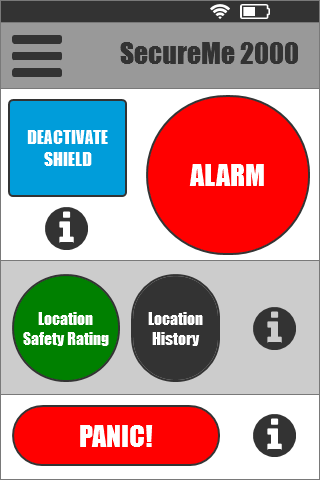 SecureMe 2000
DEACTIVATE
SHIELD
ALARM
Location
Safety Rating
Location
History
PANIC!